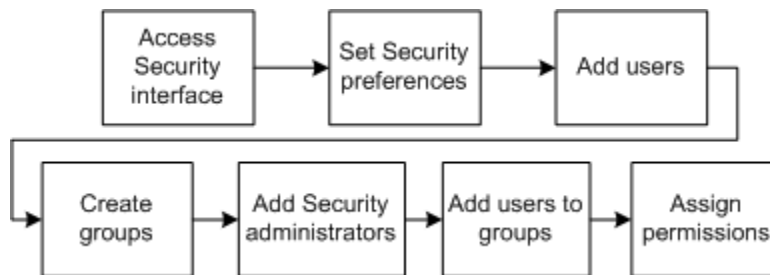 Access
Security
interface
Set Security
preferences
Add users
Create
groups
Add Security
administrators
Add users to
groups
Assign
permissions